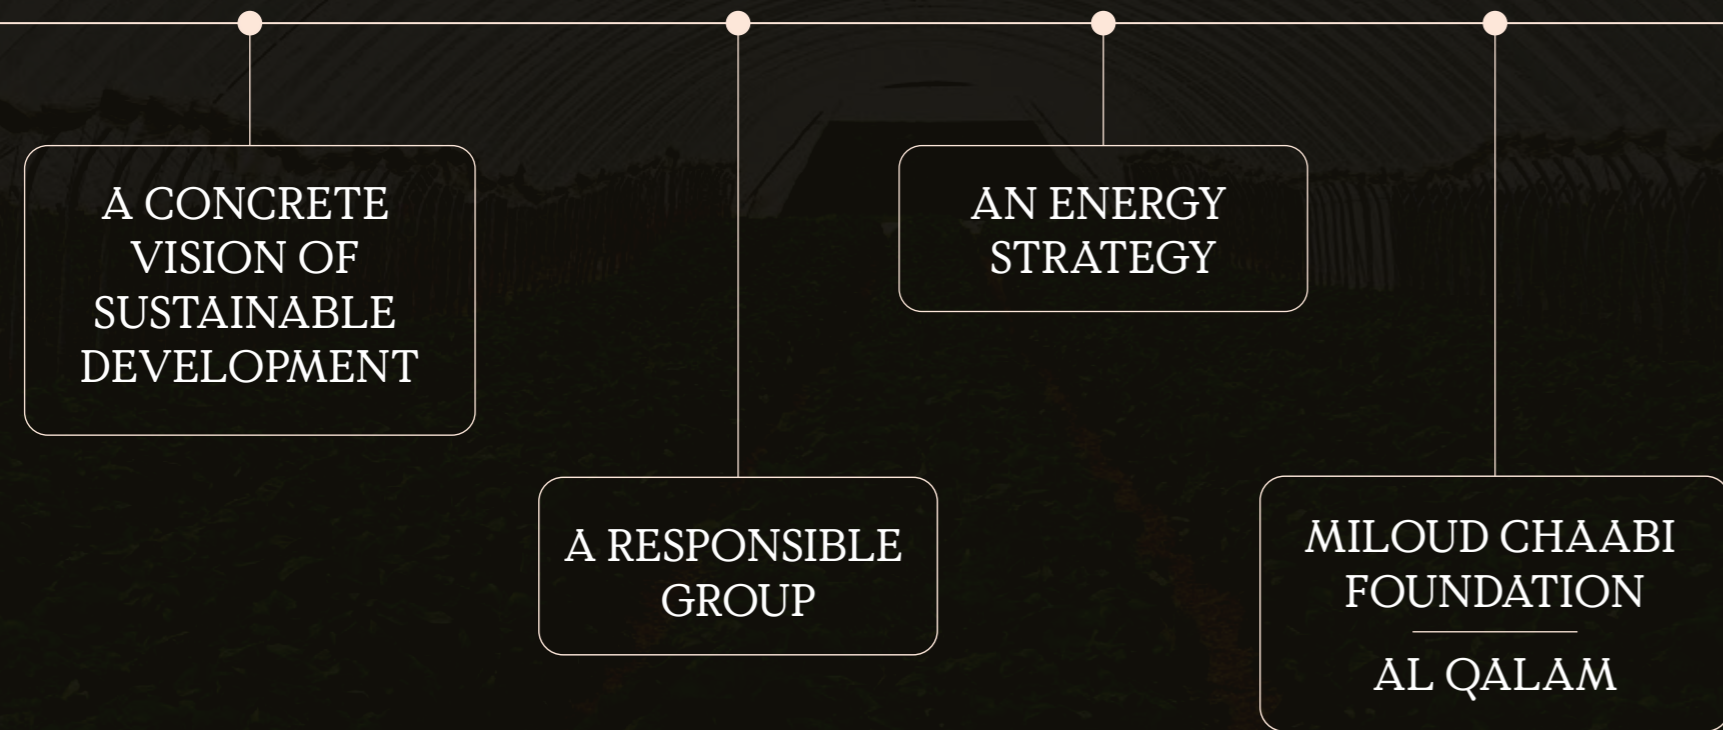 A CONCRETE
VISION OF
SUSTAINABLE
DEVELOPMENT
A RESPONSIBLE
GROUP
AN ENERGY
STRATEGY
MILOUD CHAABI
FOUNDATION
AL QALAM